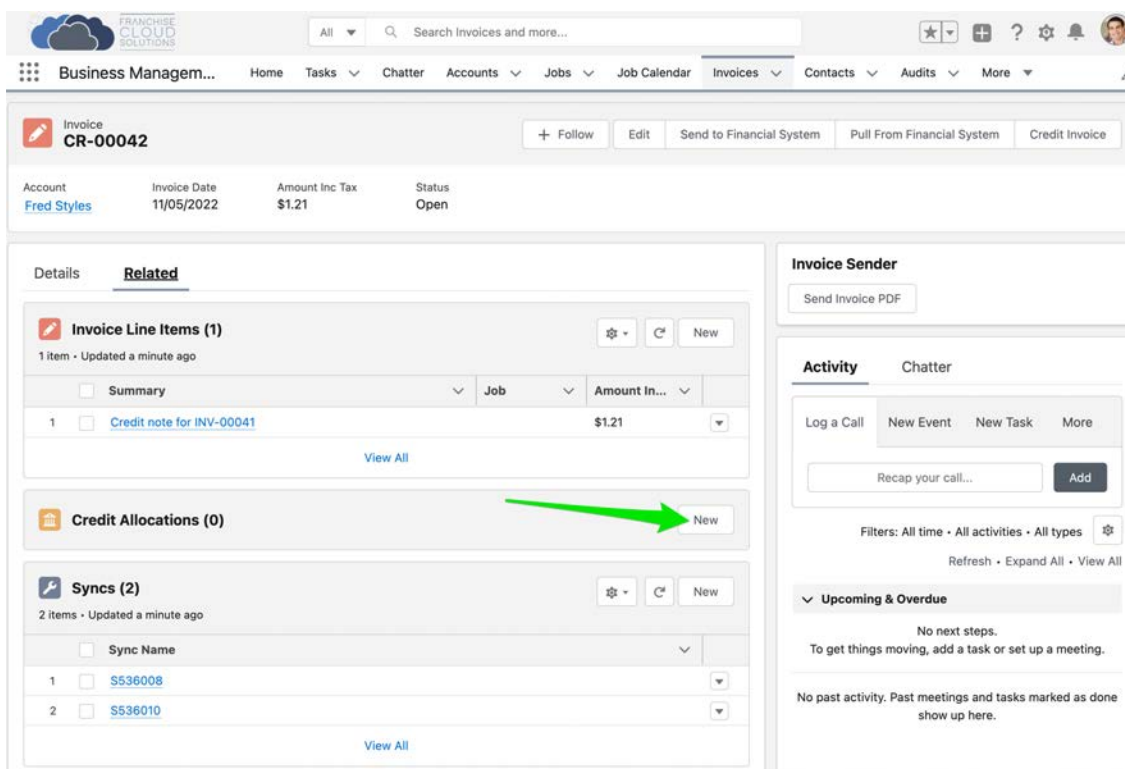 FRANCHISE
CLOUD
SOLUTIONS
All
Search Invoices and more...
Business Managem...
Home
Tasks
Chatter
Accounts
Jobs
Job Calendar
Invoices
Contacts
Audits
More
Invoice
CR-00042
Follow
Edit
Send to Financial System
Pull From Financial System
Credit Invoice
Account
Invoice Date
Amount Inc Tax
Status
Fred Styles
11/05/2022
$1.21
Open
Details
Related
Invoice Line Items (1)
New
1 item • Updated a minute ago
Summary
Job
Amount In...
1
Credit note for INV-00041
$1.21
View All
Credit Allocations (0)
New
Syncs (2)
New
2 items • Updated a minute ago
Sync Name
1
S536008
2
S536010
View All
Invoice Sender
Send Invoice PDF
Activity
Chatter
Log a Call
New Event
New Task
More
Recap your call...
Add
Filters: All time • All activities • All types
Refresh • Expand All • View All
Upcoming & Overdue
No next steps.
To get things moving, add a task or set up a meeting.
No past activity. Past meetings and tasks marked as done
show up here.